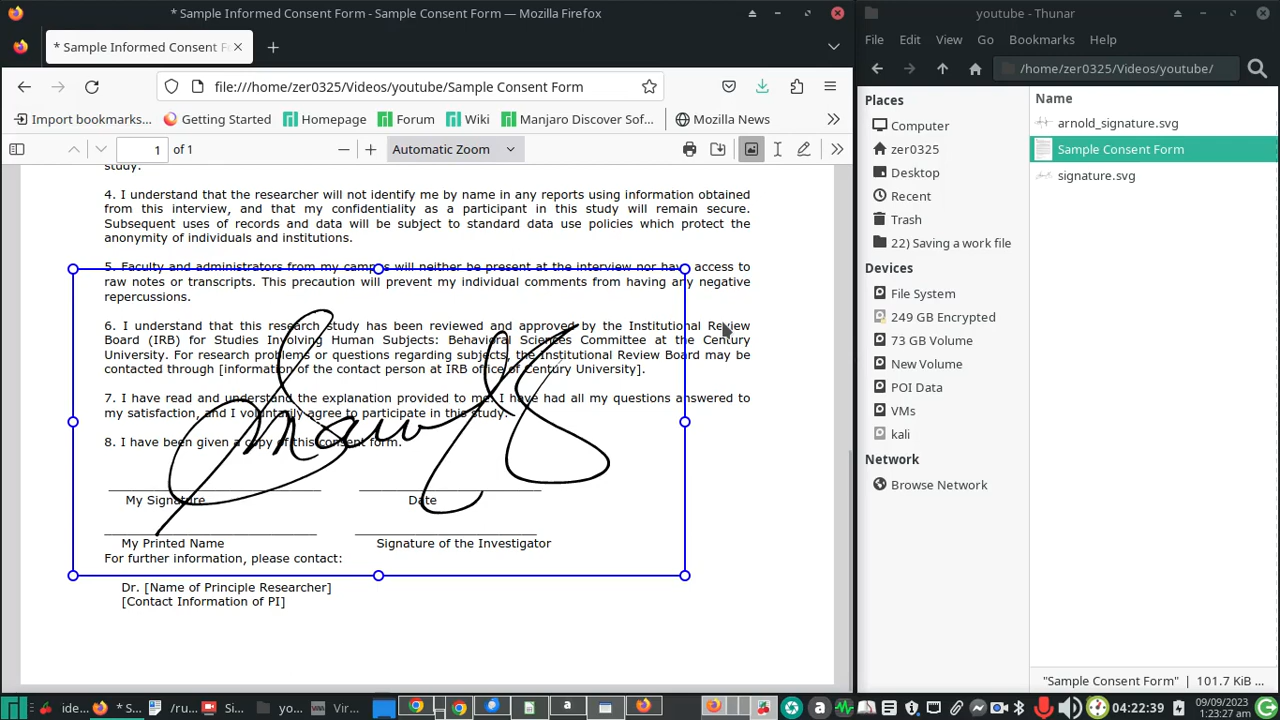 * Sample Informed Consent Form - Sample Consent Form — Mozilla Firefox
* Sample Informed Consent F
file:///home/zer0325/Videos/youtube/Sample Consent Form
Import bookmarks...
Getting Started
Homepage
Forum
Wiki
Manjaro Discover Sof...
Mozilla News
1 of 1
Automatic Zoom
study.
4. I understand that the researcher will not identify me by name in any reports using information obtained
from this interview, and that my confidentiality as a participant in this study will remain secure.
Subsequent uses of records and data will be subject to standard data use policies which protect the
anonymity of individuals and institutions.
5. Faculty and administrators from my campus will neither be present at the interview nor have access to
raw notes or transcripts. This precaution will prevent my individual comments from having any negative
repercussions.
6. I understand that this research study has been reviewed and approved by the Institutional Review
Board (IRB) for Studies Involving Human Subjects: Behavioral Sciences Committee at the Century
University. For research problems or questions regarding subjects, the Institutional Review Board may be
contacted through [information of the contact person at IRB office of Century University].
7. I have read and understand the explanation provided to me. I have had all my questions answered to
my satisfaction, and I voluntarily agree to participate in this study.
8. I have been given a copy of this consent form.
My Signature
Date
My Printed Name
Signature of the Investigator
For further information, please contact:
Dr. [Name of Principle Researcher]
[Contact Information of PI]
youtube - Thunar
File Edit View Go Bookmarks Help
/home/zer0325/Videos/youtube/
Places
Computer
zer0325
Desktop
Recent
Trash
22) Saving a work file
Devices
File System
249 GB Encrypted
73 GB Volume
New Volume
POI Data
VMs
kali
Network
Browse Network
Name
arnold_signature.svg
Sample Consent Form
signature.svg
"Sample Consent Form" | 101.7 KiB
ide...
* S...
/ru...
Si...
yo...
Vir...
09/09/2023
04:22:39
1:23:27 am